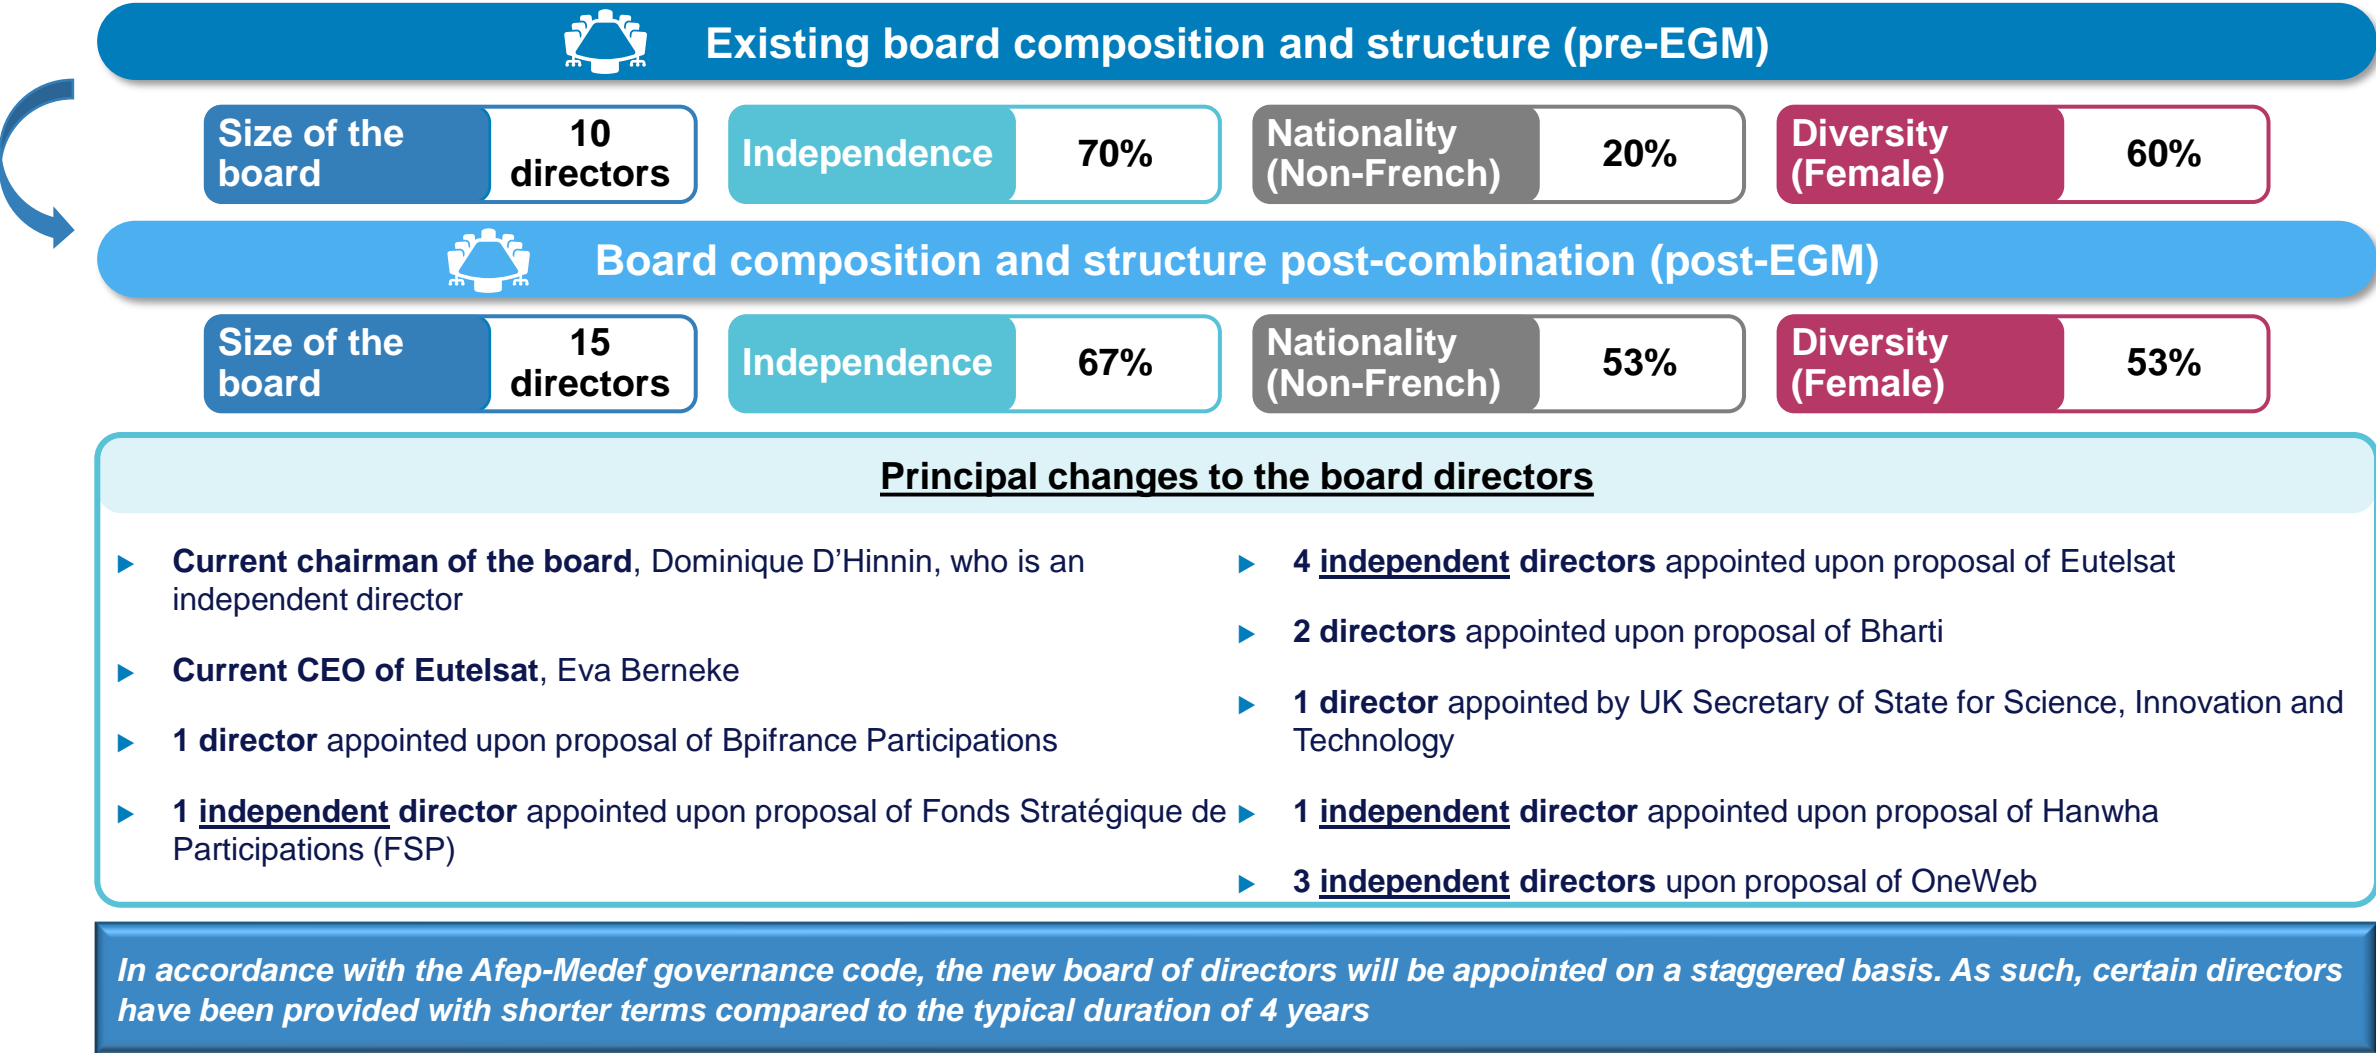 Existing board composition and structure (pre-EGM)
Size of the
board
10
directors
Independence
70%
Nationality
(Non-French)
20%
Diversity
(Female)
60%
Board composition and structure post-combination (post-EGM)
Size of the
board
15
directors
Independence
67%
Nationality
(Non-French)
53%
Diversity
(Female)
53%
Principal changes to the board directors
Current chairman of the board, Dominique D'Hinnin, who is an
independent director
Current CEO of Eutelsat, Eva Berneke
1 director appointed upon proposal of Bpifrance Participations
1 independent director appointed upon proposal of Fonds Stratégique de
Participations (FSP)
4 independent directors appointed upon proposal of Eutelsat
2 directors appointed upon proposal of Bharti
1 director appointed by UK Secretary of State for Science, Innovation and
Technology
1 independent director appointed upon proposal of Hanwha
3 independent directors upon proposal of OneWeb
In accordance with the Afep-Medef governance code, the new board of directors will be appointed on a staggered basis. As such, certain directors
have been provided with shorter terms compared to the typical duration of 4 years